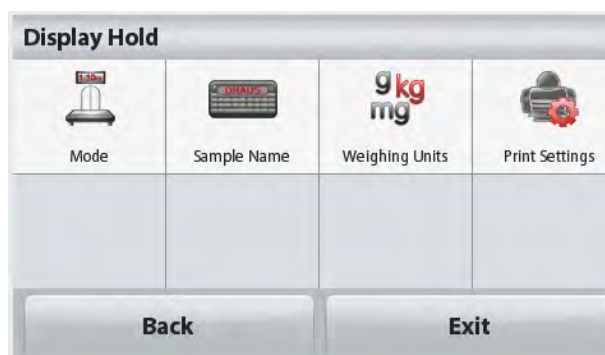 Display Hold
OHAUS
g kg
mg
Mode
Sample Name
Weighing Units
Print Settings
Back
Exit